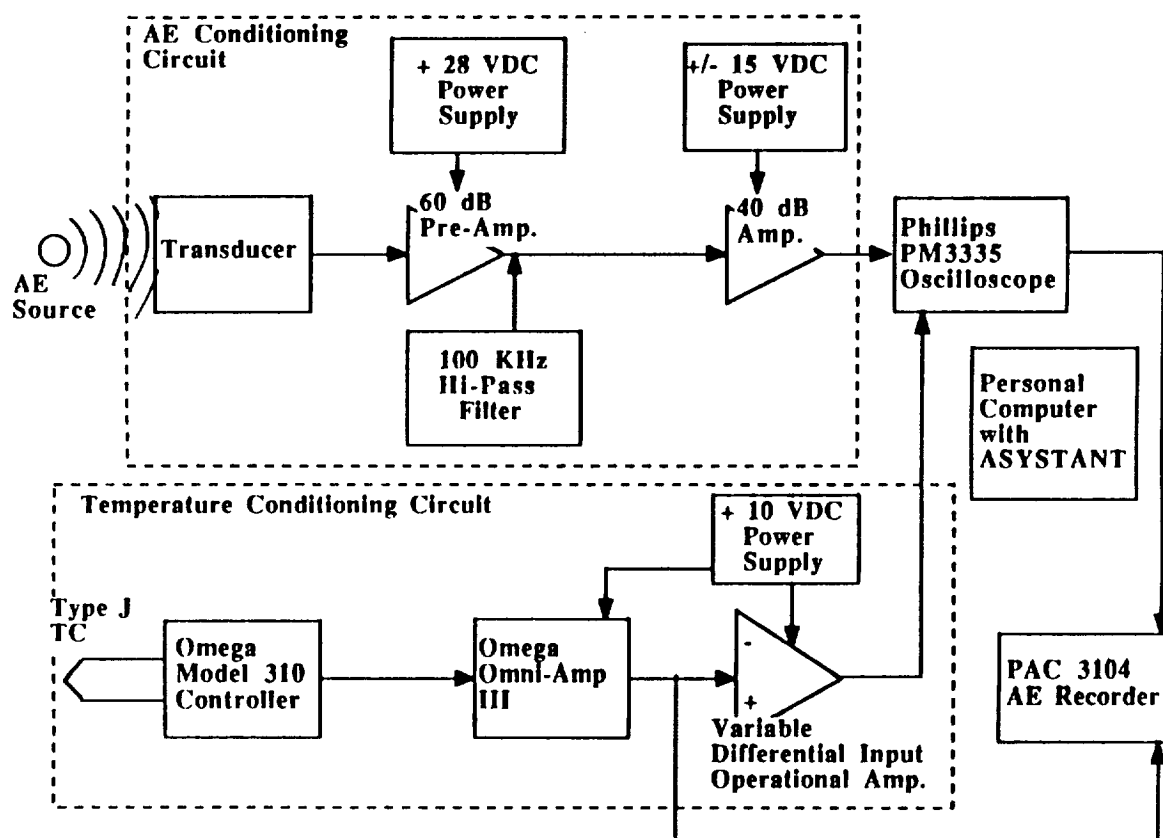 AE Conditioning
Circuit
+ 28 VDC
Power
Supply
+/- 15 VDC
Power
Supply
60 dB
Pre-Amp.
40 dB
Amp.
Transducer
AE
Source
Phillips
PM3335
Oscilloscope
100 KHz
Hi-Pass
Filter
Personal
Computer
with
ASYSTANT
Temperature Conditioning Circuit
+ 10 VDC
Power
Supply
Type J
TC
Omega
Model 310
Controller
Omega
Omni-Amp
III
-
+
Variable
Differential Input
Operational Amp.
PAC 3104
AE Recorder